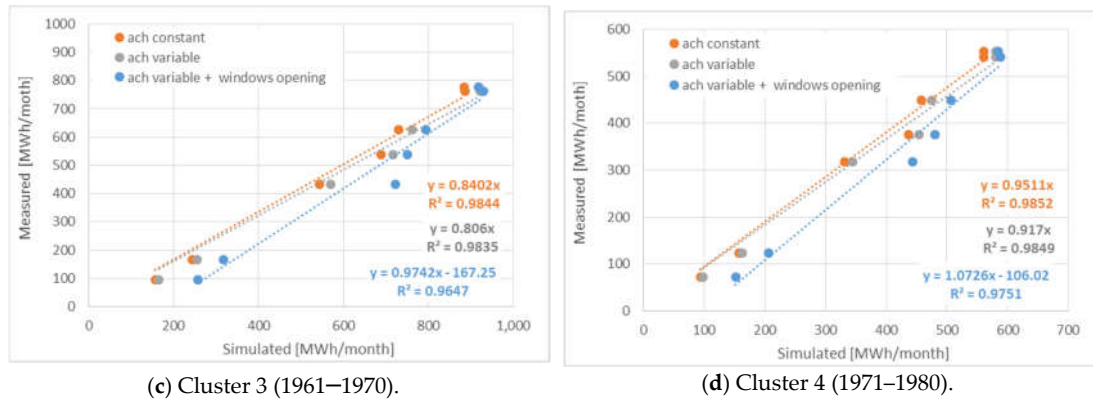 1000
900
800
700
600
500
400
300
200
100
0
Measured [MWh/moth]
ach constant
ach variable
ach variable + windows opening
y = 0.8402x
R² = 0.9844
y = 0.806x
R² = 0.9835
y = 0.9742x - 167.25
R² = 0.9647
0 200 400 600 800 1,000
Simulated [MWh/month]
(c) Cluster 3 (1961—1970).
600
500
400
300
200
100
0
Measured [MWh/month]
ach constant
ach variable
ach variable + windows opening
y = 0.9511x
R² = 0.9852
y = 0.917x
R² = 0.9849
y = 1.0726x - 106.02
R² = 0.9751
0 100 200 300 400 500 600 700
Simulated [MWh/month]
(d) Cluster 4 (1971–1980).